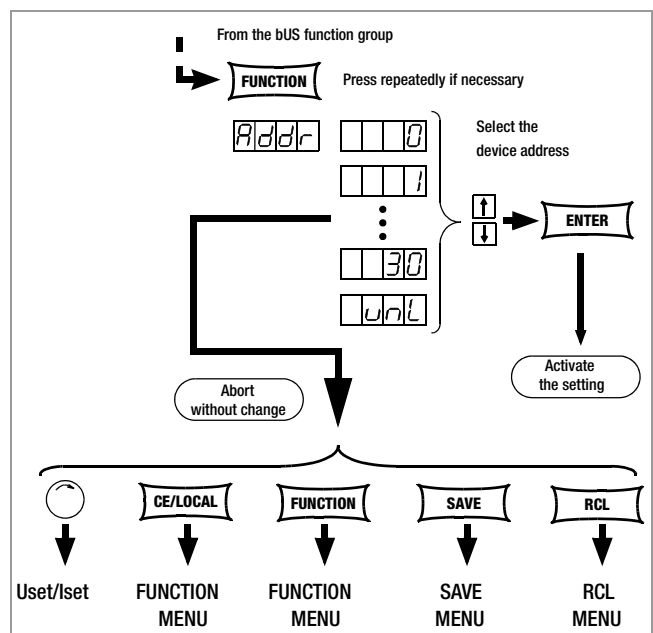 From the bUS function group
FUNCTION Press repeatedly if necessary
Addr 0
Select the
device address
1
ENTER
30
unL
Activate
the setting
Abort
without change
CE/LOCAL FUNCTION SAVE RCL
Uset/Iset FUNCTION FUNCTION SAVE RCL
MENU MENU MENU MENU